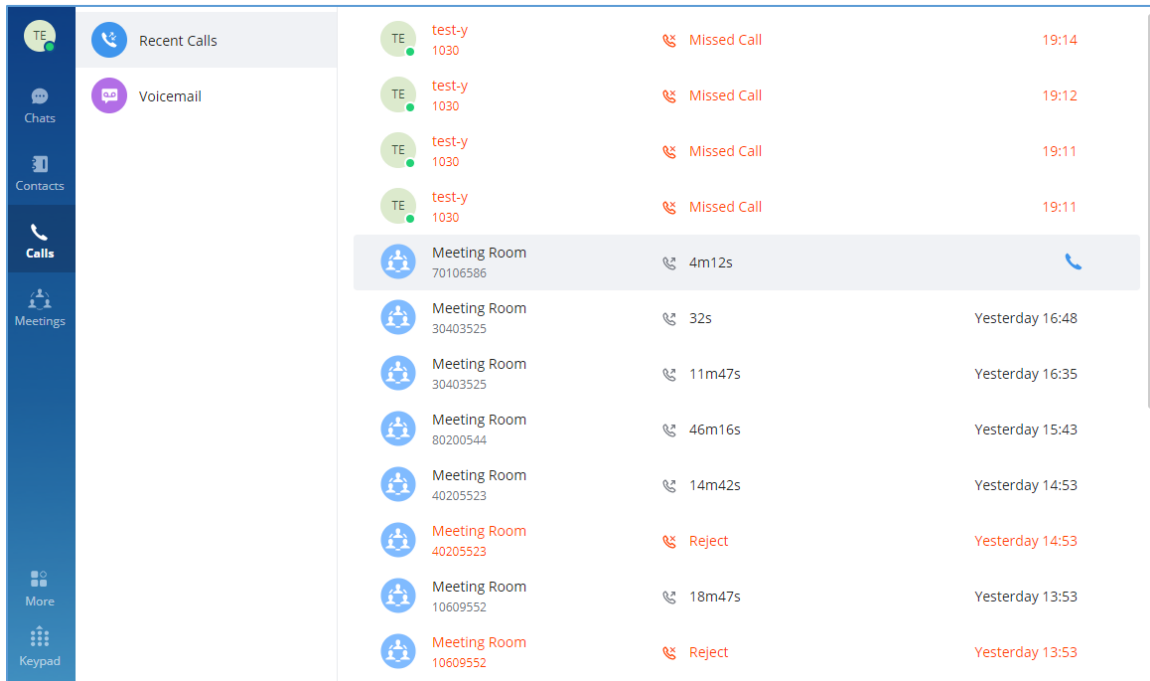 TE
Chats
Contacts
Calls
Meetings
More
Keypad
Recent Calls
Voicemail
TE
test-y
1030
Missed Call
19:14
TE
test-y
1030
Missed Call
19:12
TE
test-y
1030
Missed Call
19:11
TE
test-y
1030
Missed Call
19:11
Meeting Room
70106586
4m12s
Meeting Room
30403525
32s
Yesterday 16:48
Meeting Room
30403525
11m47s
Yesterday 16:35
Meeting Room
80200544
46m16s
Yesterday 15:43
Meeting Room
40205523
14m42s
Yesterday 14:53
Meeting Room
40205523
Reject
Yesterday 14:53
Meeting Room
10609552
18m47s
Yesterday 13:53
Meeting Room
10609552
Reject
Yesterday 13:53